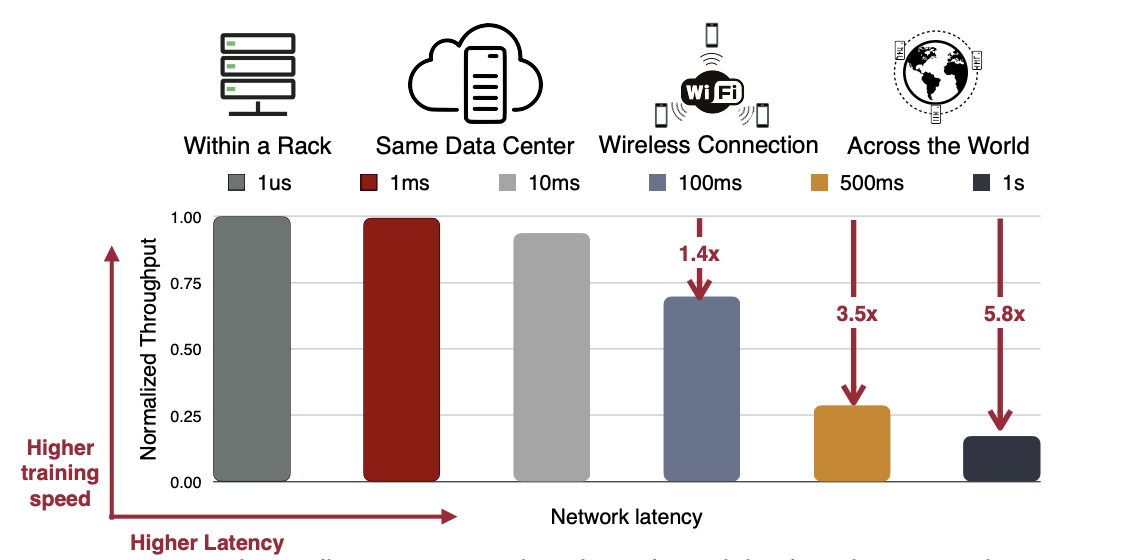 Wi Fi
Within a Rack
Same Data Center
Wireless Connection
Across the World
1us
1ms
10ms
100ms
500ms
1s
1.00
0.75
0.50
0.25
0.00
Normalized Throughput
1.4x
3.5x
5.8x
Higher
training
speed
Network latency
Higher Latency